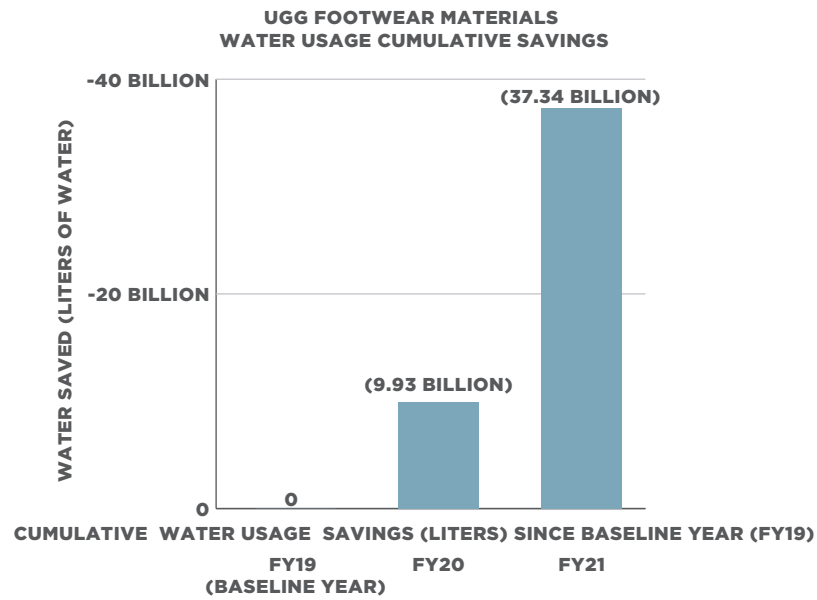 UGG FOOTWEAR MATERIALS
WATER USAGE CUMULATIVE SAVINGS
WATER SAVED (LITERS OF WATER)
-40 BILLION
(37.34 BILLION)
-20 BILLION
(9.93 BILLION)
0
0
CUMULATIVE WATER USAGE SAVINGS (LITERS) SINCE BASELINE YEAR (FY19)
FY19 FY20 FY21
(BASELINE YEAR)